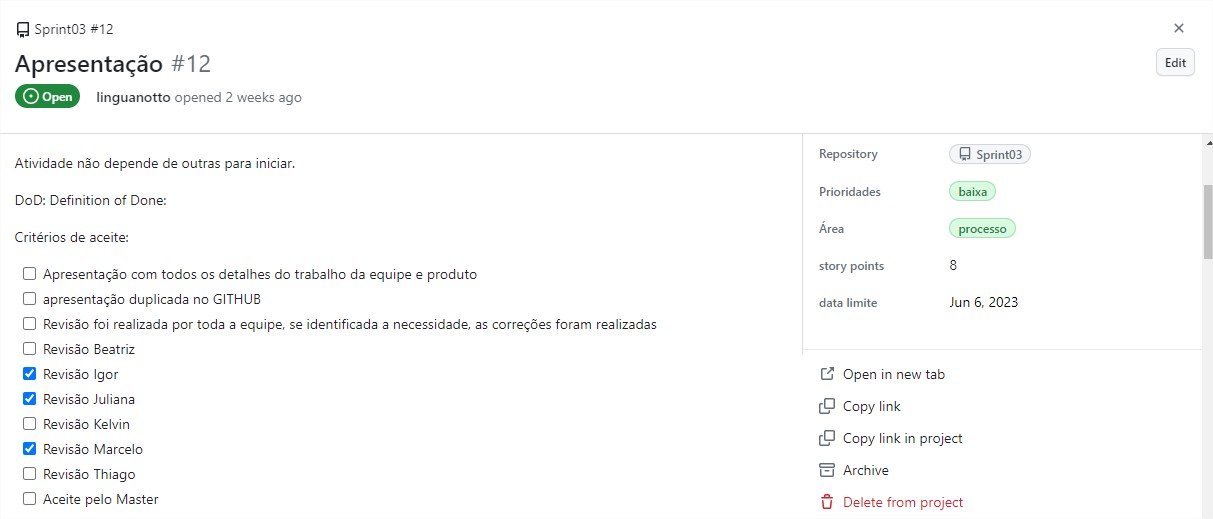 Sprint03 #12
Apresentação #12
Edit
Open
linguanotto opened 2 weeks ago
Atividade não depende de outras para iniciar.
DoD: Definition of Done:
Critérios de aceite:
Apresentação com todos os detalhes do trabalho da equipe e produto
apresentação duplicada no GITHUB
Revisão foi realizada por toda a equipe, se identificada a necessidade, as correções foram realizadas
Revisão Beatriz
Revisão Igor
Revisão Juliana
Revisão Kelvin
Revisão Marcelo
Revisão Thiago
Aceite pelo Master
Repository Sprint03
Prioridades baixa
Área processo
story points 8
data limite Jun 6, 2023
Open in new tab
Copy link
Copy link in project
Archive
Delete from project